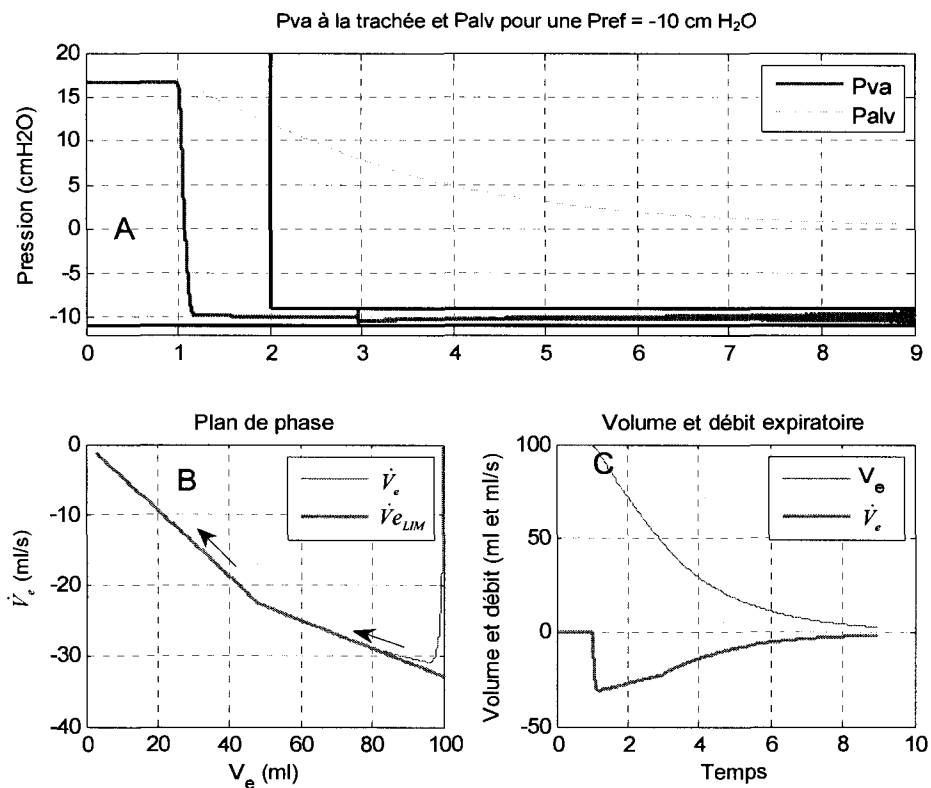 Pva à la trachée et Palv pour une Pref = -10 cm H₂O
20
15
10
5
0
-5
-10
Pression (cmH2O)
A
Pva
Palv
0 1 2 3 4 5 6 7 8 9
Plan de phase
0
-10
-20
-30
-40
V̇e (ml/s)
B
V̇e
V̇eLIM
0 20 40 60 80 100
Ve (ml)
Volume et débit expiratoire
100
50
0
-50
Volume et débit (ml et ml/s)
C
Ve
V̇e
0 2 4 6 8 10
Temps